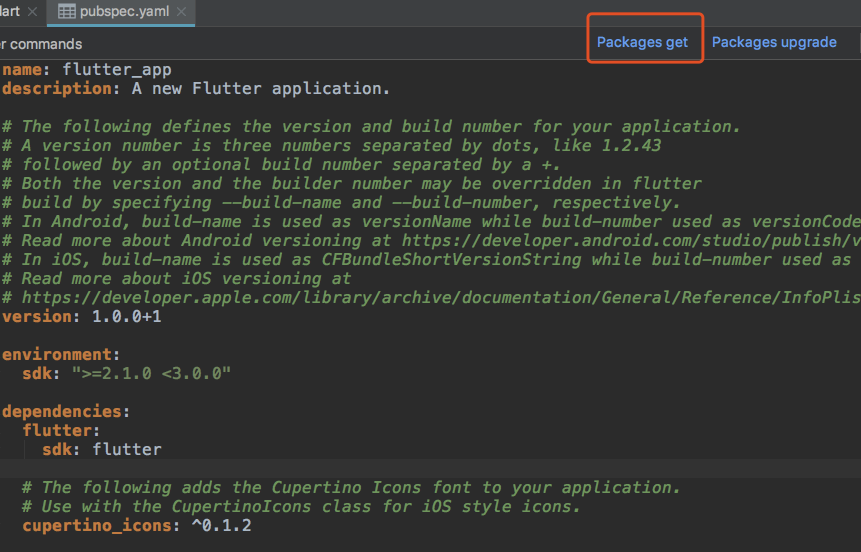 lart pubspec.yaml
er commands Packages get Packages upgrade
name: flutter_app
description: A new Flutter application.
# The following defines the version and build number for your application.
# A version number is three numbers separated by dots, like 1.2.43
# followed by an optional build number separated by a +.
# Both the version and the builder number may be overridden in flutter
# build by specifying --build-name and --build-number, respectively.
# In Android, build-name is used as versionName while build-number used as versionCode
# Read more about Android versioning at https://developer.android.com/studio/publish/v
# In iOS, build-name is used as CFBundleShortVersionString while build-number used as
# Read more about iOS versioning at
# https://developer.apple.com/library/archive/documentation/General/Reference/InfoPlis
version: 1.0.0+1
environment:
  sdk: ">=2.1.0 <3.0.0"
dependencies:
  flutter:
    sdk: flutter
  # The following adds the Cupertino Icons font to your application.
  # Use with the CupertinoIcons class for iOS style icons.
  cupertino_icons: ^0.1.2